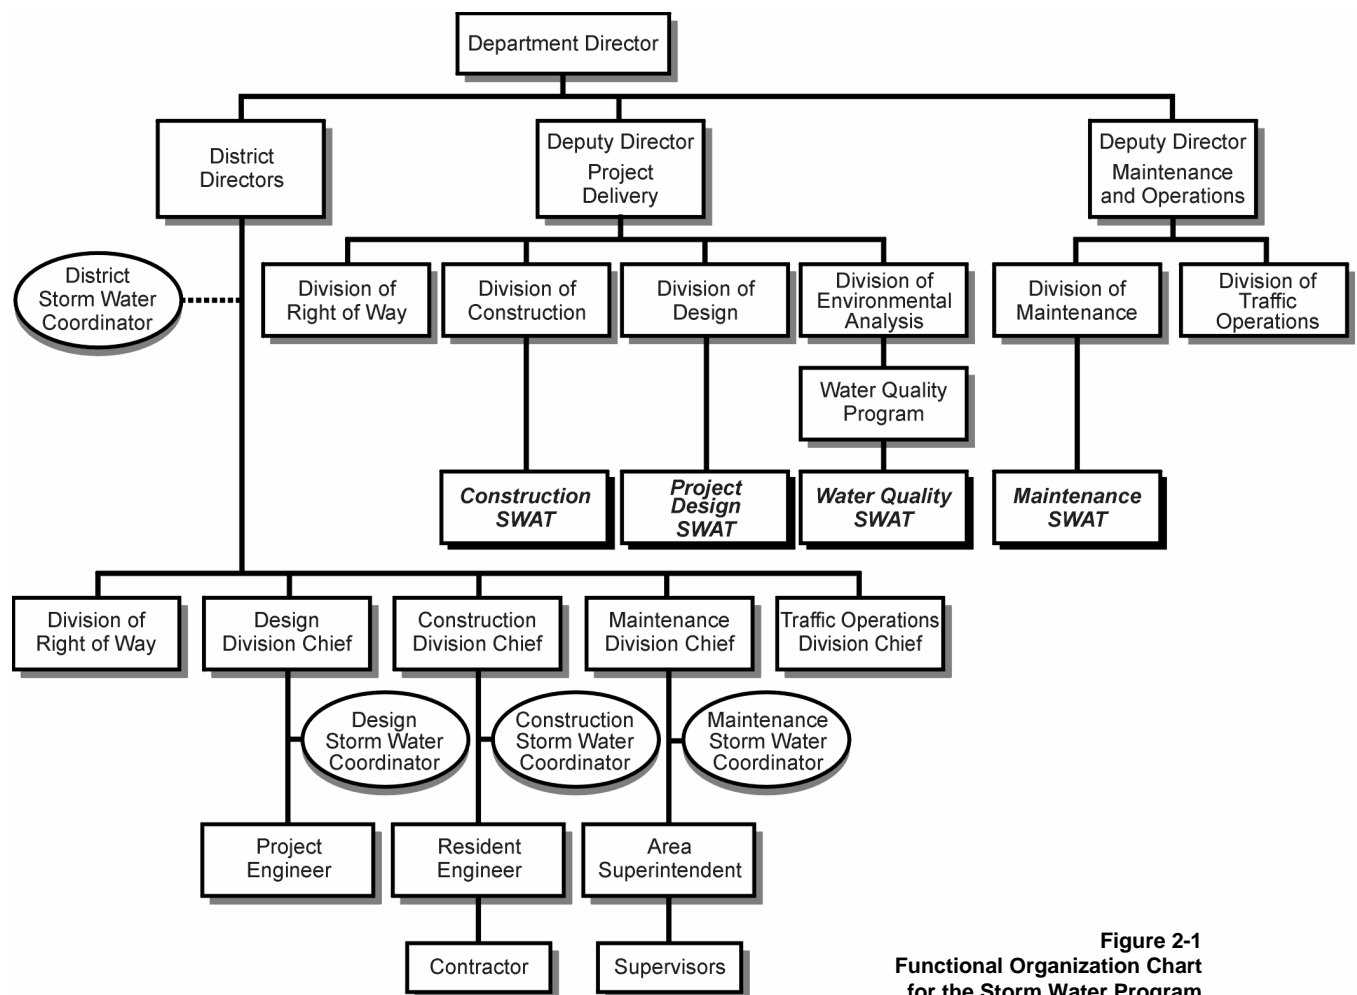 Department Director
District
Directors
Deputy Director
Project
Delivery
Deputy Director
Maintenance
and Operations
District
Storm Water
Coordinator
Division of
Right of Way
Division of
Construction
Division of
Design
Division of
Environmental
Analysis
Division of
Maintenance
Division of
Traffic
Operations
Water Quality
Program
Construction
SWAT
Project
Design
SWAT
Water Quality
SWAT
Maintenance
SWAT
Division of
Right of Way
Design
Division Chief
Construction
Division Chief
Maintenance
Division Chief
Traffic Operations
Division Chief
Design
Storm Water
Coordinator
Construction
Storm Water
Coordinator
Maintenance
Storm Water
Coordinator
Project
Engineer
Resident
Engineer
Area
Superintendent
Contractor
Supervisors
Figure 2-1
Functional Organization Chart
for the Storm Water Program